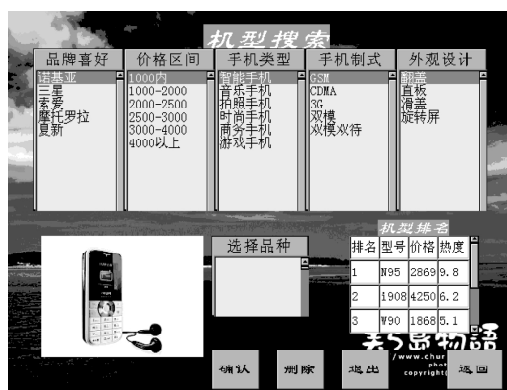 机型搜索
品牌喜好 价格区间 手机类型 手机制式 外观设计
诺基亚 1000内 智能手机 GSM 翻盖
三星 1000-2000 音乐手机 CDMA 直板
索爱 2000-2500 拍照手机 3G 滑盖
摩托罗拉 2500-3000 时尚手机 双模 旋转屏
夏新 3000-4000 商务手机 双模双待
4000以上 游戏手机
机型排名
选择品种
排名 型号 价格 热度
1 N95 2869 9.8
2 1908 4250 6.2
3 W90 1868 5.1
物語
/www.chur
phot
copyright
确认 删除 退出 返回